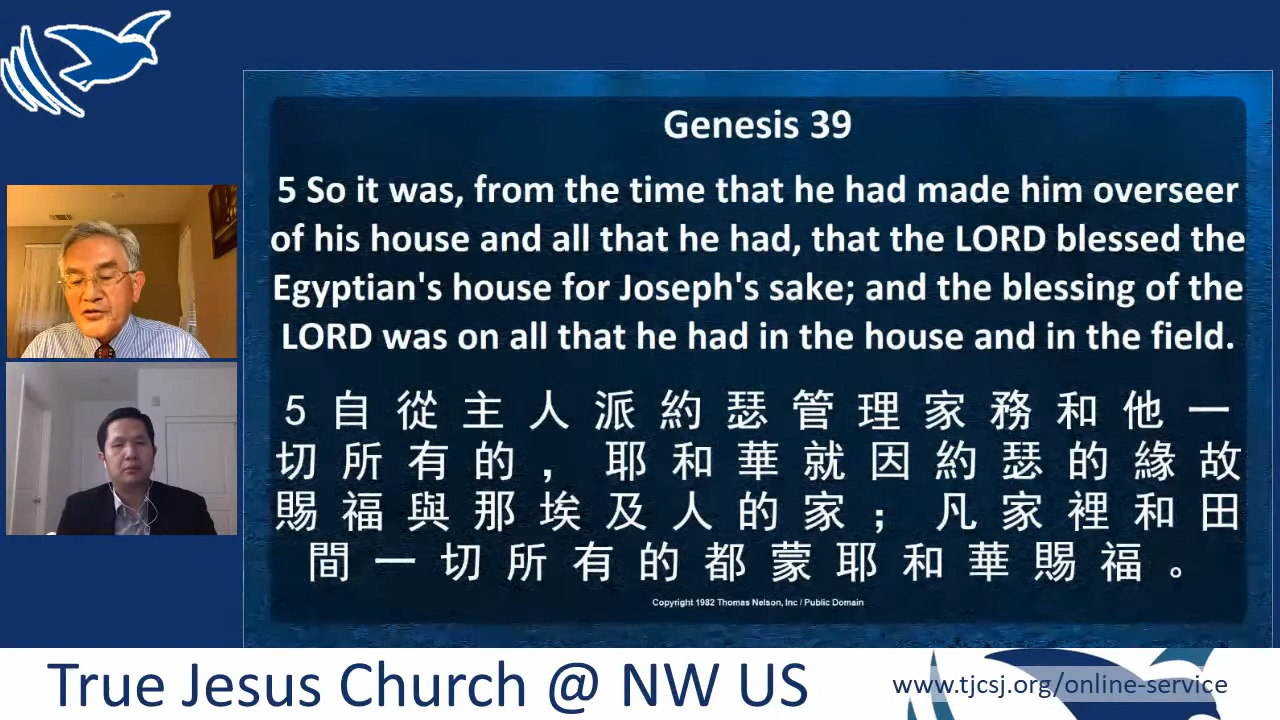 Genesis 39
5 So it was, from the time that he had made him overseer
of his house and all that he had, that the LORD blessed the
Egyptian's house for Joseph's sake; and the blessing of the
LORD was on all that he had in the house and in the field.
5 自從主人派約瑟管理家務和他一
切所有的，耶和華就因約瑟的緣故
賜福與那埃及人的家；凡家裡和田
間一切所有的都蒙耶和華賜福。
Copyright 1982 Thomas Nelson, Inc / Public Domain
True Jesus Church @ NW US
www.tjcsj.org/online-service